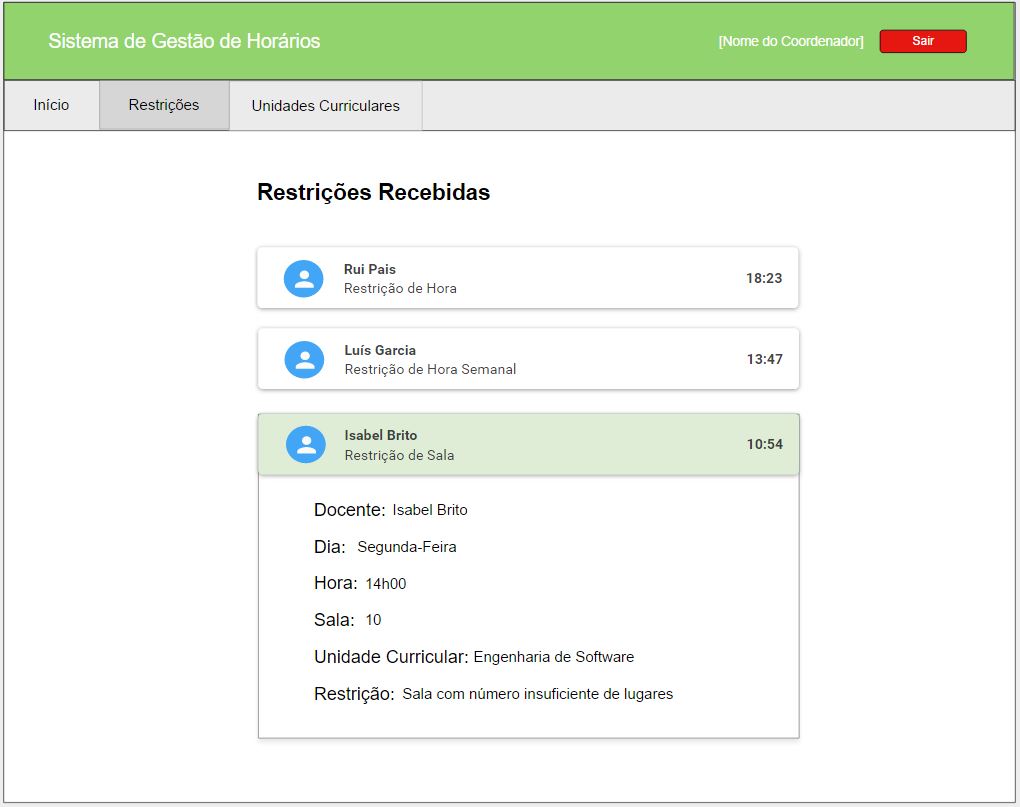 Sistema de Gestão de Horários
[Nome do Coordenador]
Sair
Início
Restrições
Unidades Curriculares
Restrições Recebidas
Rui Pais
Restrição de Hora
18:23
Luís Garcia
Restrição de Hora Semanal
13:47
Isabel Brito
Restrição de Sala
10:54
Docente: Isabel Brito
Dia: Segunda-Feira
Hora: 14h00
Sala: 10
Unidade Curricular: Engenharia de Software
Restrição: Sala com número insuficiente de lugares